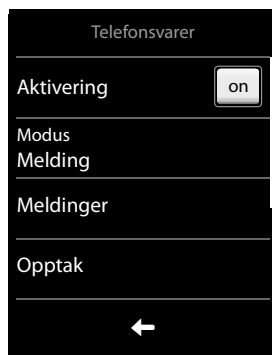 Telefonsvarer
Aktivering on
Modus
Melding
Meldinger
Opptak